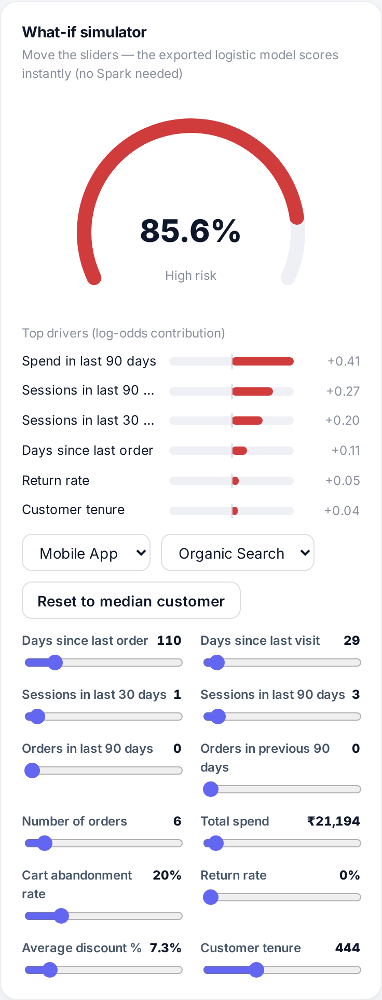 What-if simulator
Move the sliders — the exported logistic model scores
instantly (no Spark needed)
85.6%
High risk
Top drivers (log-odds contribution)
Spend in last 90 days +0.41
Sessions in last 90 ... +0.27
Sessions in last 30 ... +0.20
Days since last order +0.11
Return rate +0.05
Customer tenure +0.04
Mobile App Organic Search
Reset to median customer
Days since last order 110 Days since last visit 29
Sessions in last 30 days 1 Sessions in last 90 days 3
Orders in last 90 days 0 Orders in previous 90 0
days
Number of orders 6 Total spend ₹21,194
Cart abandonment 20% Return rate 0%
rate
Average discount % 7.3% Customer tenure 444